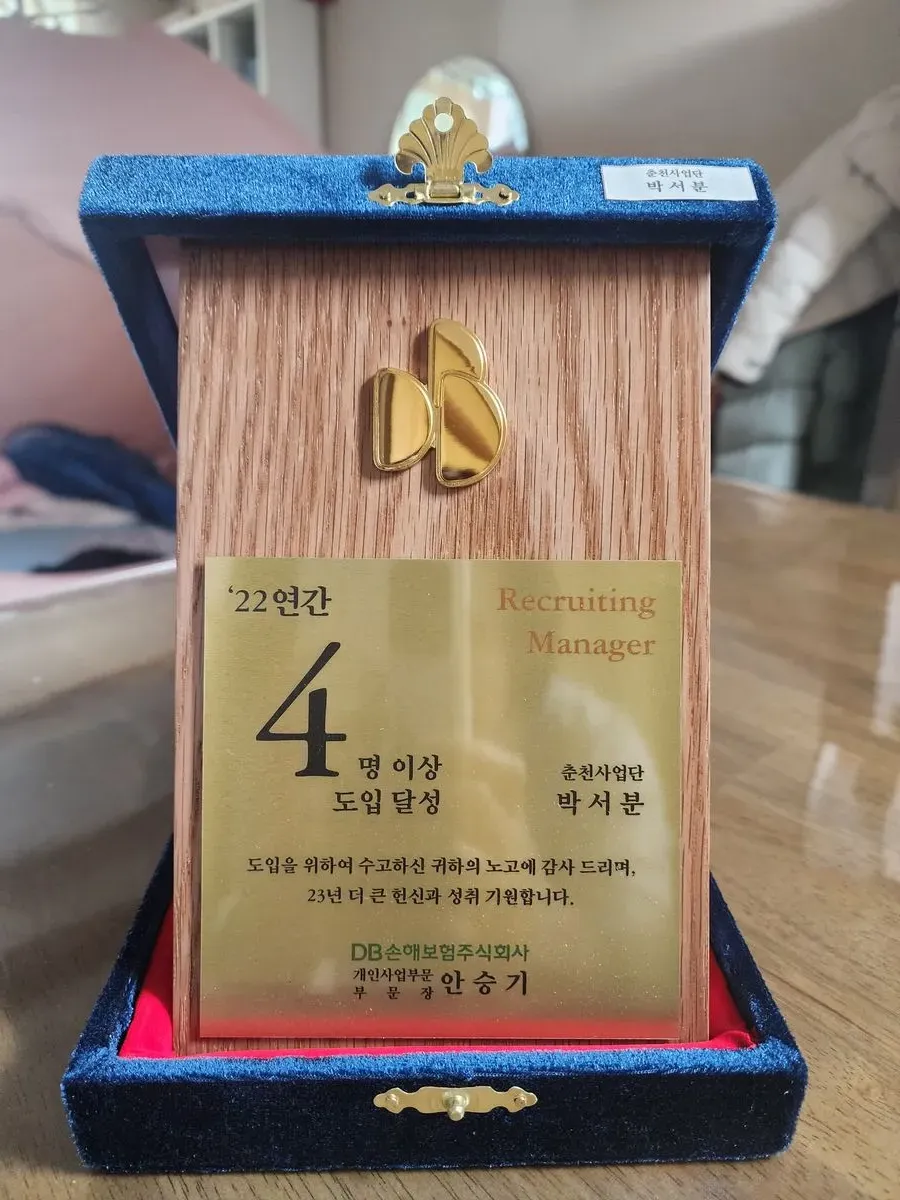 춘천사업단
박 서 분
‘22 연간
Recruiting
Manager
4
명 이상
도입 달성
춘천사업단
박 서 분
도입을 위하여 수고하신 귀하의 노고에 감사 드리며,
23년 더 큰 헌신과 성취 기원합니다.
DB손해보험주식회사
개인사업부문
부 문 장 안 승 기